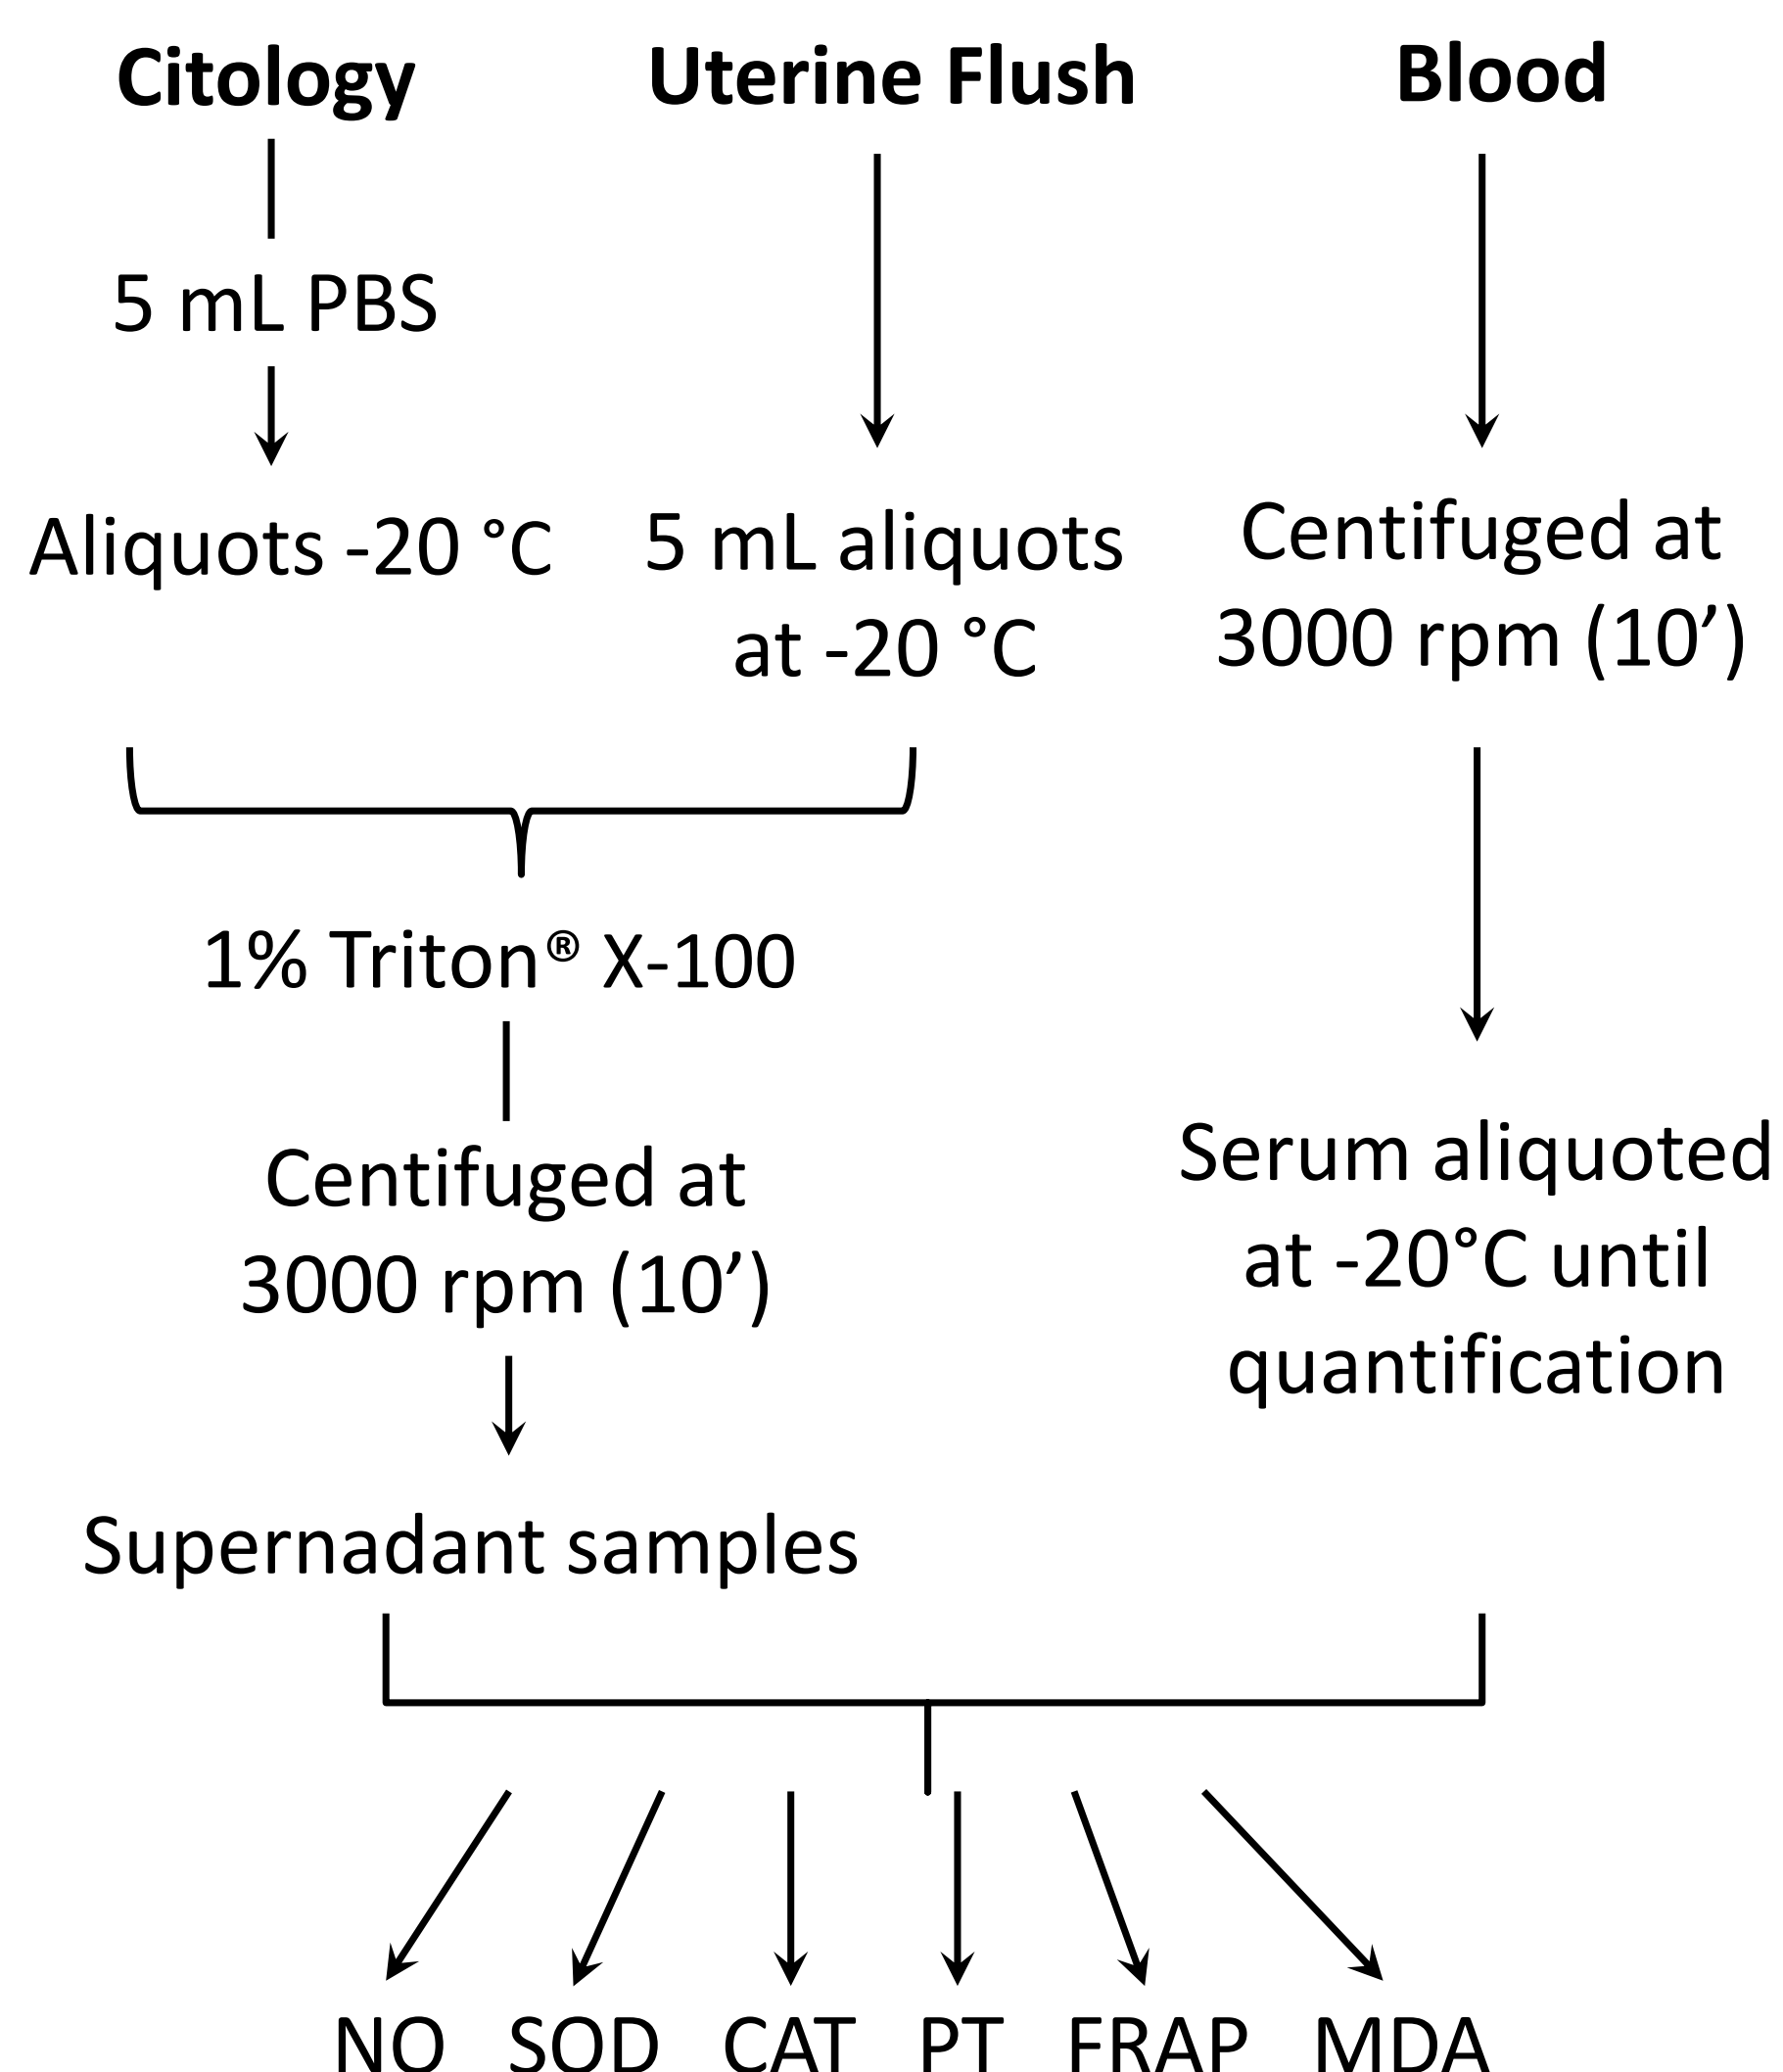 Citology
Uterine Flush
Blood
5 mL PBS
Aliquots -20 °C
5 mL aliquots
at -20 °C
Centifuged at
3000 rpm (10’)
1% Triton® X-100
Centifuged at
3000 rpm (10’)
Serum aliquoted
at -20°C until
quantification
Supernadant samples
NO
SOD
CAT
PT
FRAP
MDA